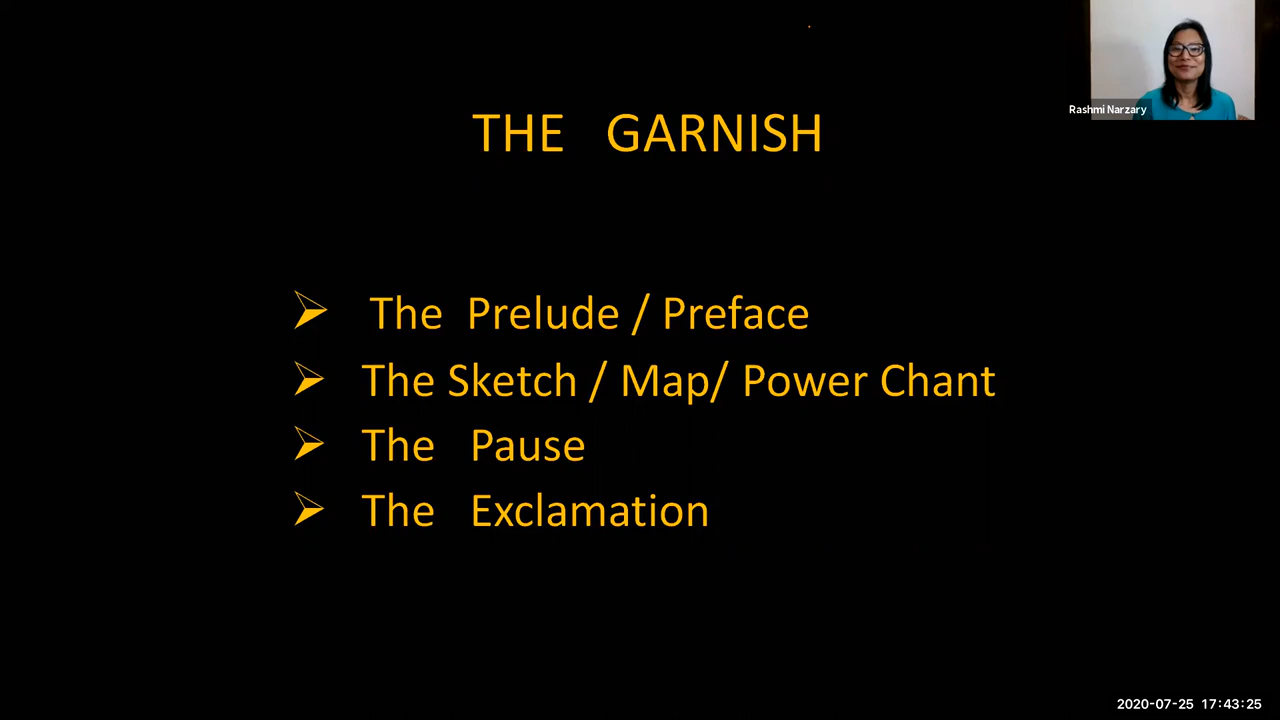 Rashmi Narzary
THE GARNISH
The Prelude / Preface
The Sketch / Map/ Power Chant
The Pause
The Exclamation
2020-07-25 17:43:25